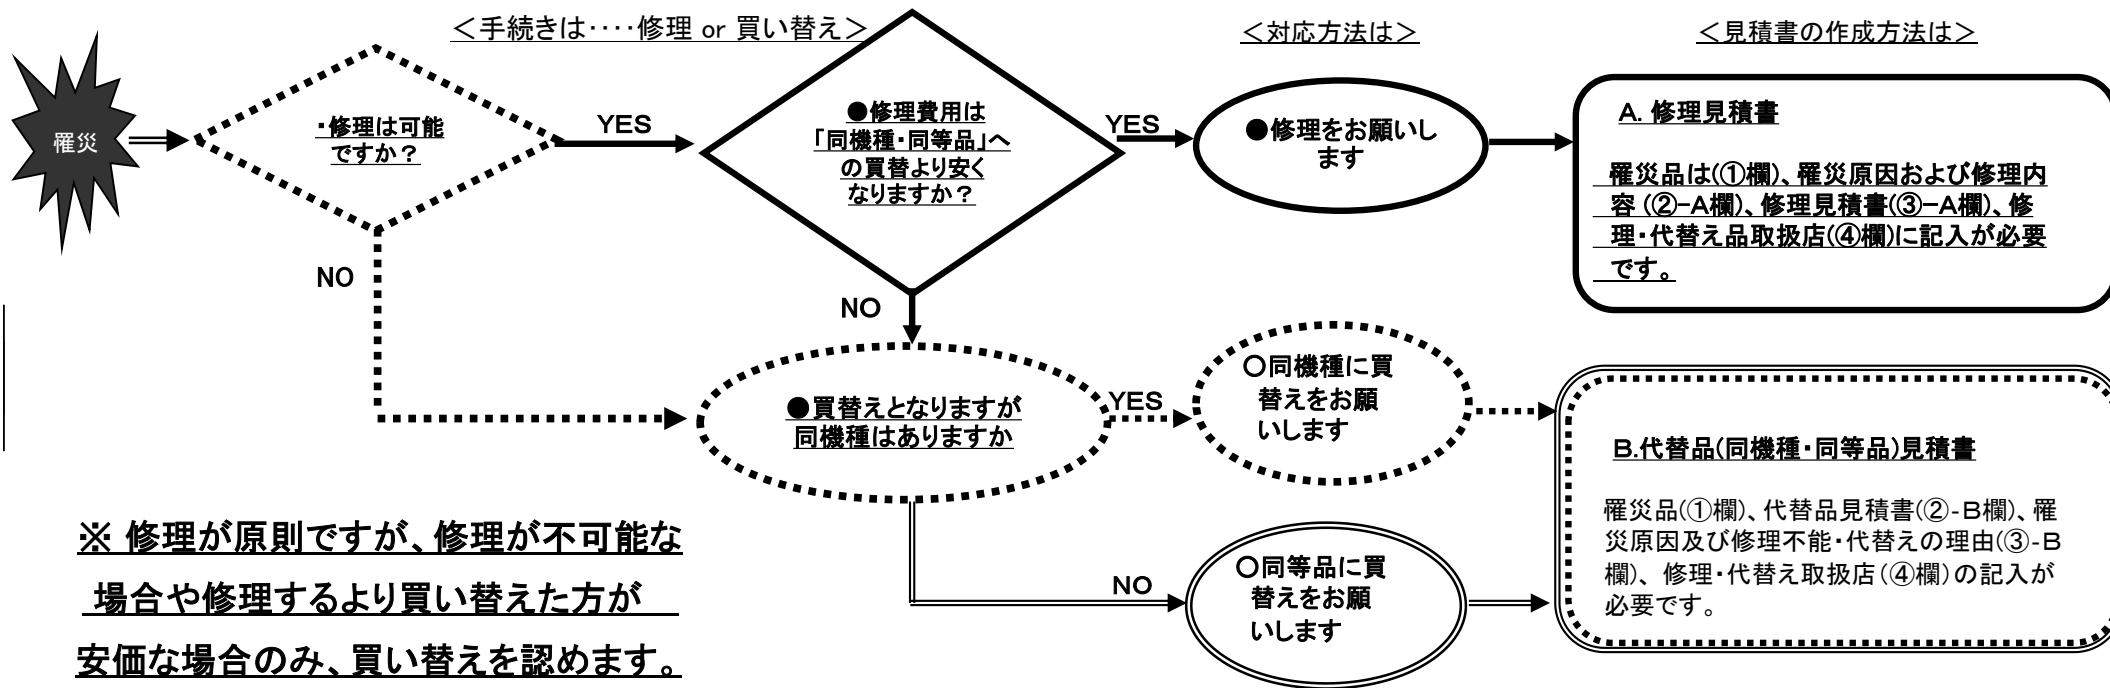 ＜手続きは････修理 or 買い替え＞
＜対応方法は＞
＜見積書の作成方法は＞
罹災
･修理は可能
ですか？
YES
NO
●修理費用は
「同機種･同等品」へ
の買替より安く
なりますか？
YES
NO
●修理をお願いし
ます
A. 修理見積書
罹災品は(①欄)、罹災原因および修理内
容 (②−A欄)、修理見積書(③−A欄)、修
理･代替え品取扱店(④欄)に記入が必要
です。
●買替えとなりますが
同機種はありますか
YES
NO
○同機種に買
替えをお願
いします
○同等品に買
替えをお願
いします
B.代替品(同機種･同等品)見積書
罹災品(①欄)、代替品見積書(②-B欄)、罹
災原因及び修理不能･代替えの理由(③-B
欄)、修理･代替え取扱店(④欄)の記入が
必要です。
※ 修理が原則ですが、修理が不可能な
場合や修理するより買い替えた方が
安価な場合のみ、買い替えを認めます。